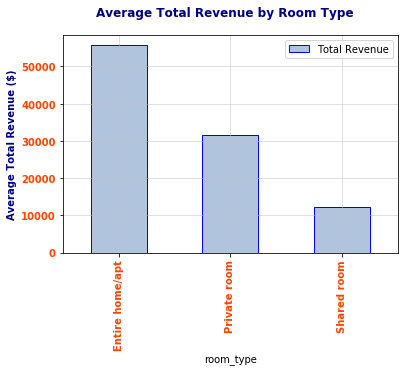 Average Total Revenue by Room Type
Total Revenue
Average Total Revenue ($)
50000
40000
30000
20000
10000
0
Entire home/apt
Private room
Shared room
room_type